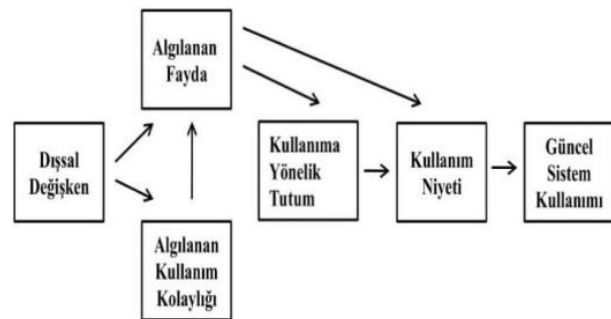 Algılanan
Fayda
Dışsal
Değişken
Algılanan
Kullanım
Kolaylığı
Kullanıma
Yönelik
Tutum
Kullanım
Niyeti
Güncel
Sistem
Kullanımı